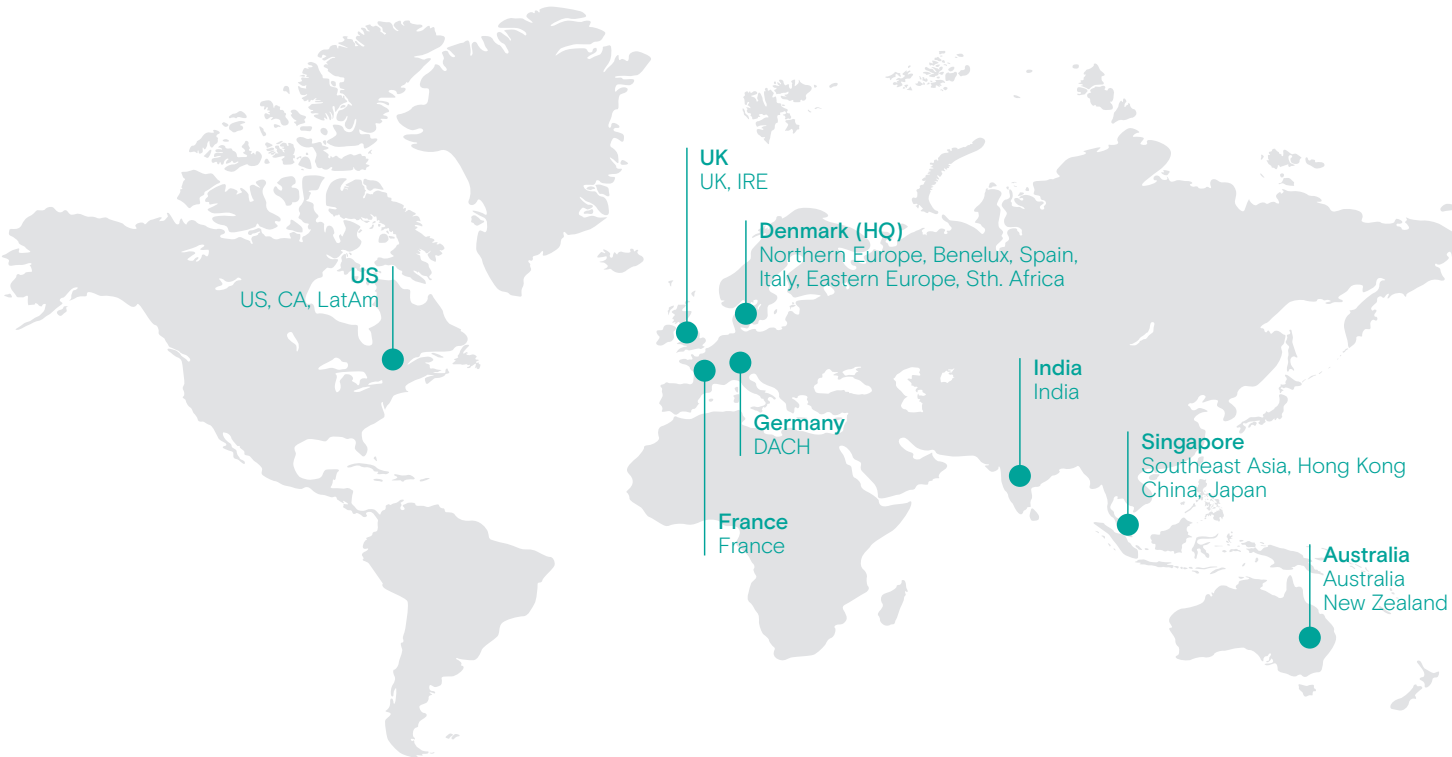 UK
UK, IRE
Denmark (HQ)
Northern Europe, Benelux, Spain,
Italy, Eastern Europe, Sth. Africa
US
US, CA, LatAm
India
India
Germany
DACH
Singapore
Southeast Asia, Hong Kong
China, Japan
France
France
Australia
Australia
New Zealand